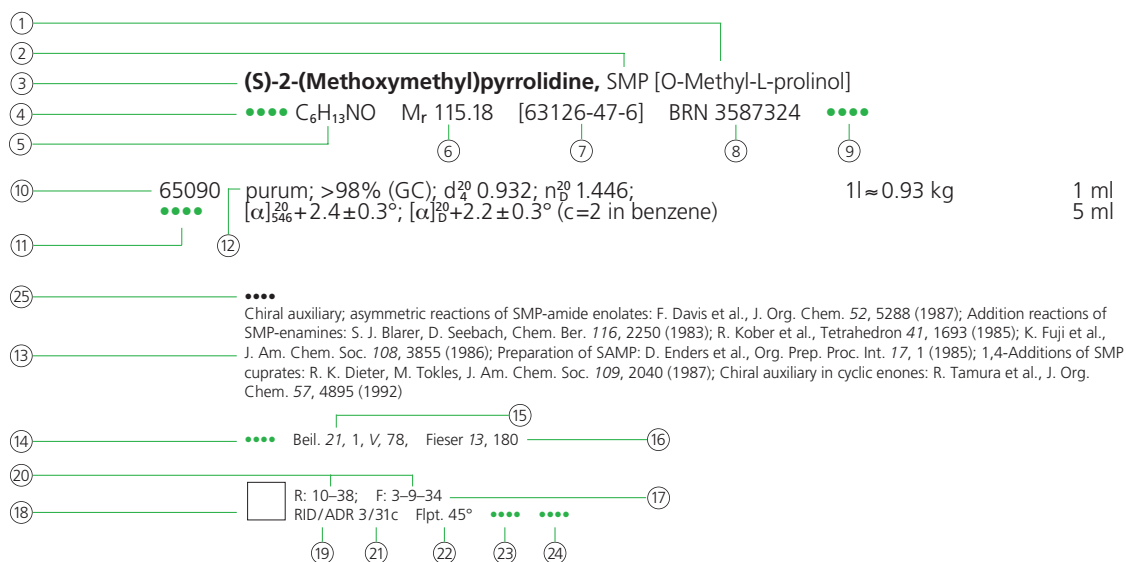 ①
②
③ (S)-2-(Methoxymethyl)pyrrolidine, SMP [O-Methyl-L-prolinol]
④ •••• C₆H₁₃NO Mr 115.18 [63126-47-6] BRN 3587324 ••••
⑤ ⑥ ⑦ ⑧ ⑨
⑩ 65090 purum; >98% (GC); d²⁰₄ 0.932; n²⁰D 1.446; 1l≈0.93 kg 1 ml
•••• [α]²⁰₅₄₆+2.4±0.3°; [α]²⁰D+2.2±0.3° (c=2 in benzene) 5 ml
⑪ ⑫
㉕ ••••
Chiral auxiliary; asymmetric reactions of SMP-amide enolates: F. Davis et al., J. Org. Chem. 52, 5288 (1987); Addition reactions of
SMP-enamines: S. J. Blarer, D. Seebach, Chem. Ber. 116, 2250 (1983); R. Kober et al., Tetrahedron 41, 1693 (1985); K. Fuji et al.,
⑬ J. Am. Chem. Soc. 108, 3855 (1986); Preparation of SAMP: D. Enders et al., Org. Prep. Proc. Int. 17, 1 (1985); 1,4-Additions of SMP
cuprates: R. K. Dieter, M. Tokles, J. Am. Chem. Soc. 109, 2040 (1987); Chiral auxiliary in cyclic enones: R. Tamura et al., J. Org.
Chem. 57, 4895 (1992)
⑮
⑭ •••• Beil. 21, 1, V, 78, Fieser 13, 180 ⑯
⑳
R: 10–38; F: 3–9–34 ⑰
⑱ RID/ADR 3/31c Flpt. 45° •••• ••••
⑲ ㉑ ㉒ ㉓ ㉔